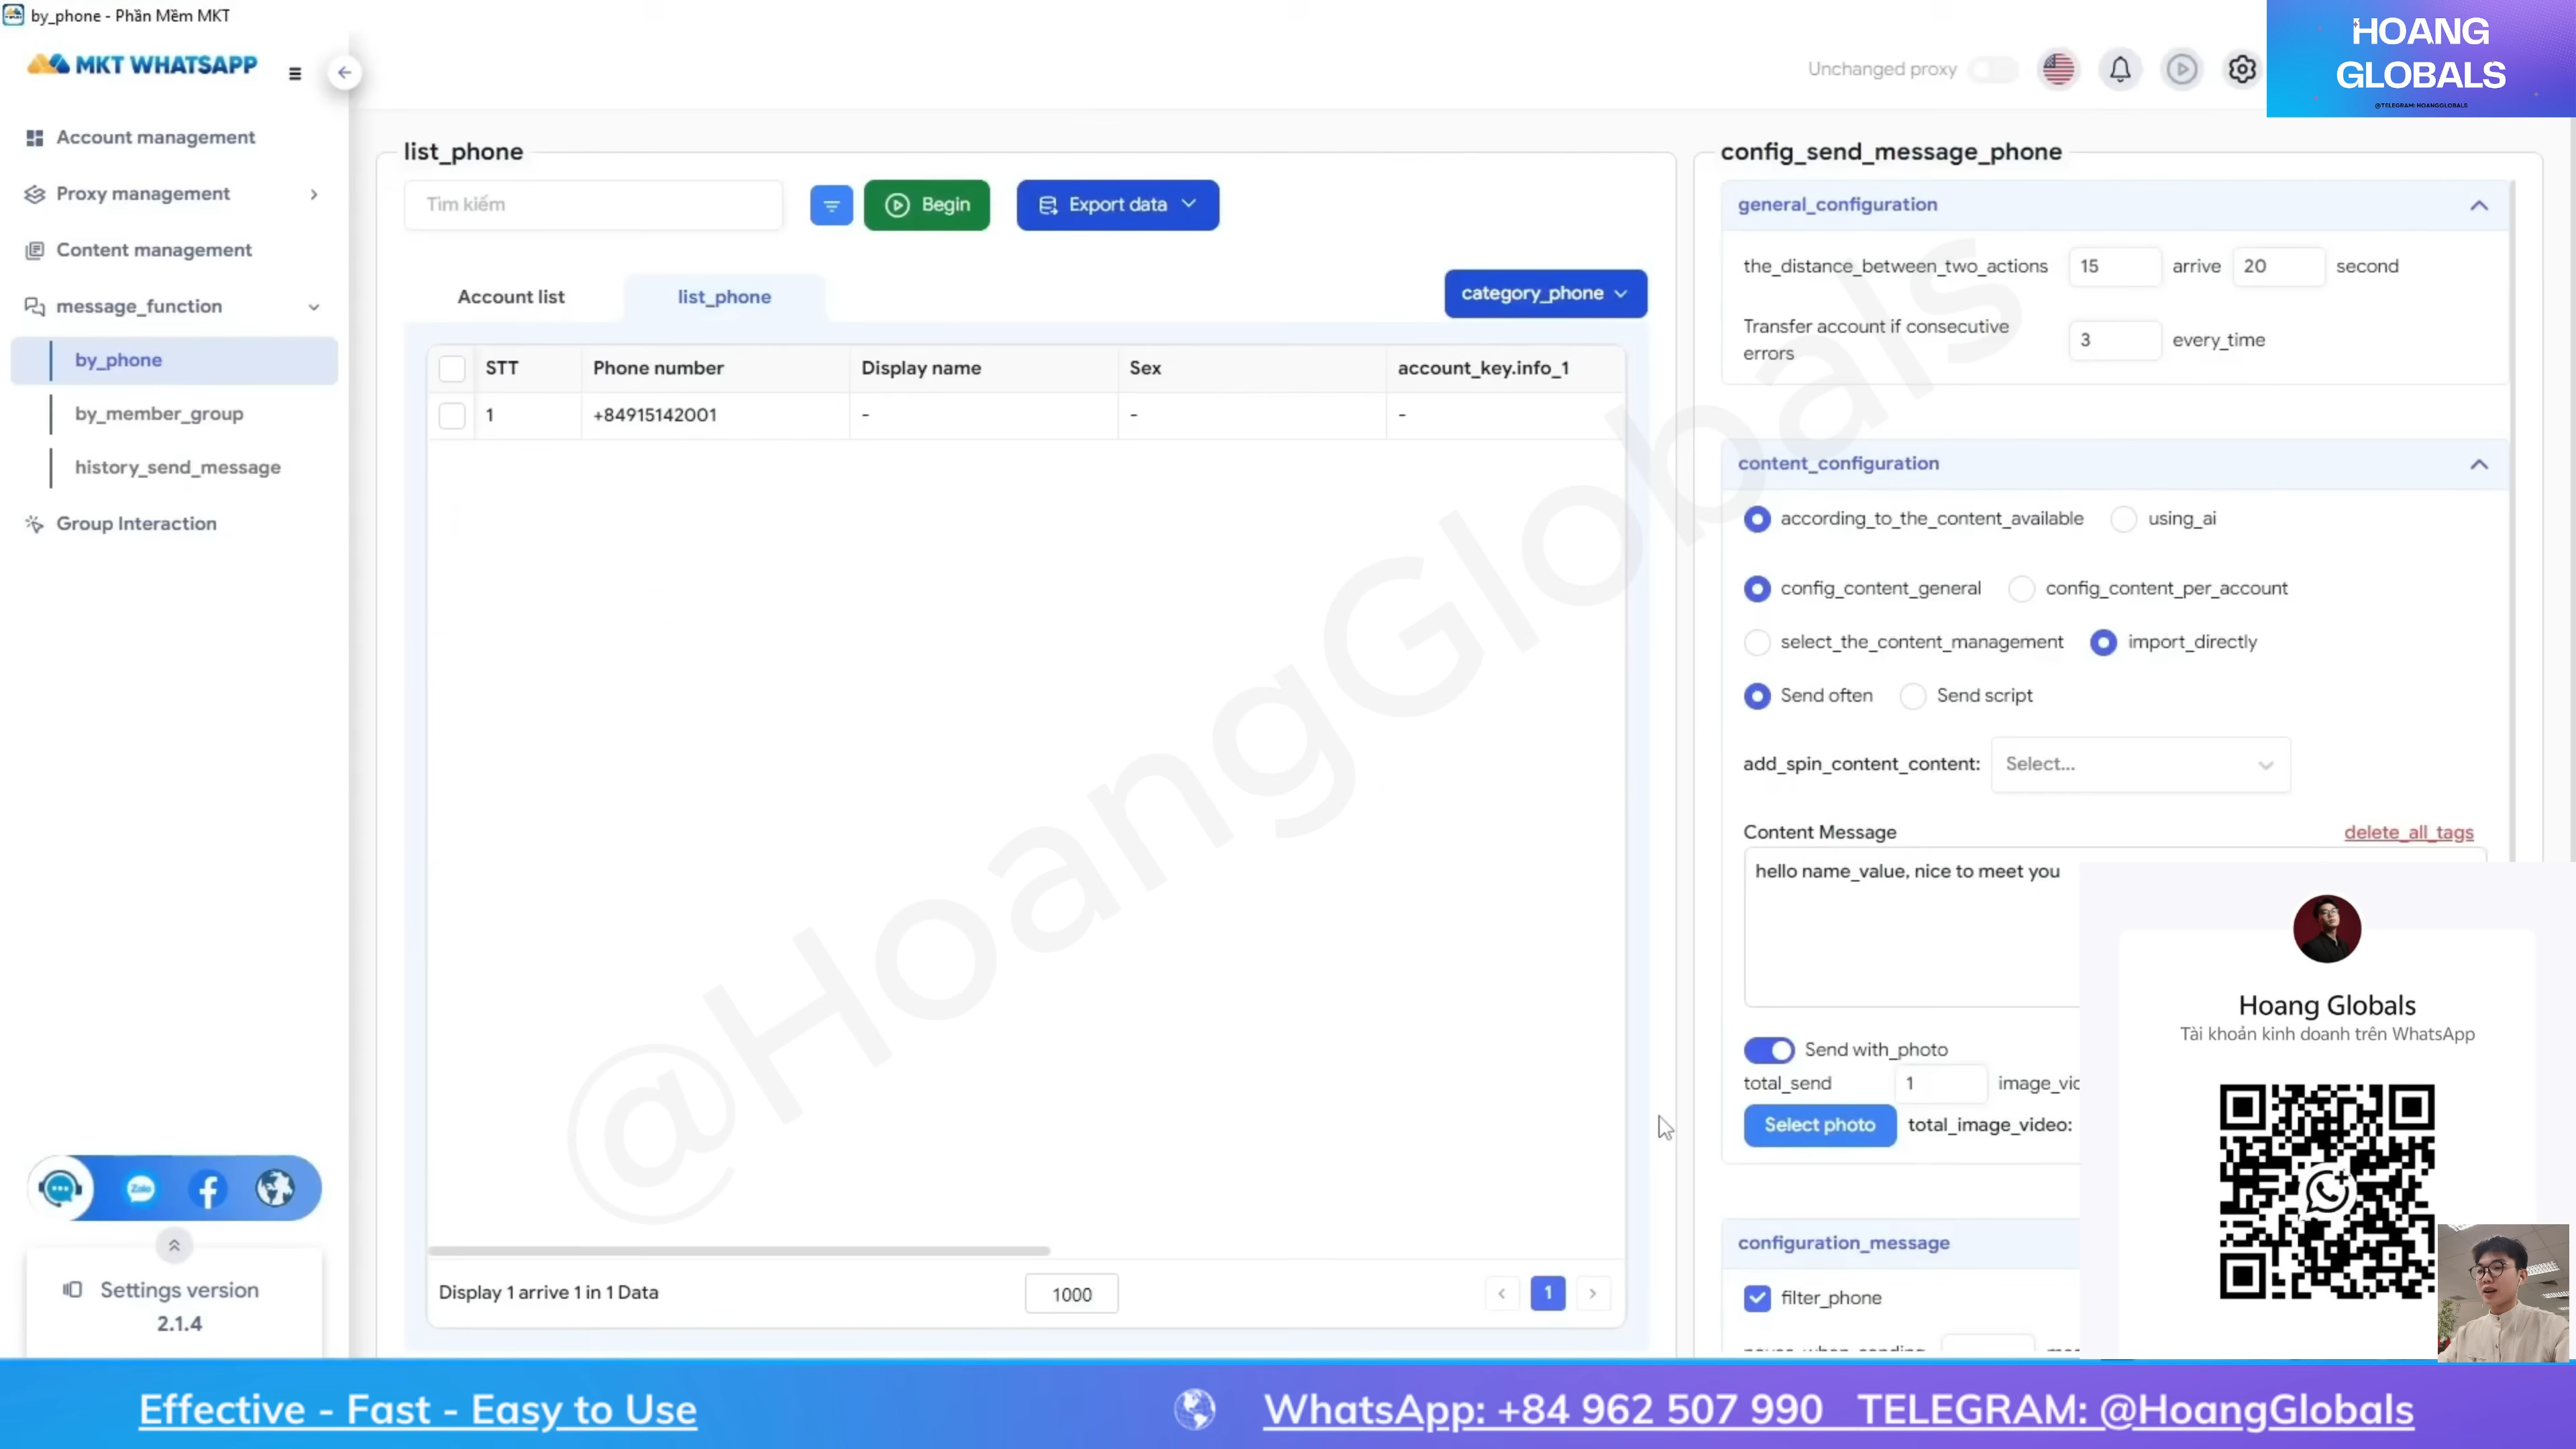 by_phone - Phần Mềm MKT
HOANG
GLOBALS
@TELEGRAM: HOANGGLOBALS
MKT WHATSAPP
Unchanged proxy
Account management
Proxy management
Content management
message_function
by_phone
by_member_group
history_send_message
Group Interaction
Zalo
Settings version
2.1.4
list_phone
Tìm kiếm
Begin
Export data
Account list
list_phone
category_phone
STT Phone number Display name Sex account_key.info_1
1 +84915142001 - - -
Display 1 arrive 1 in 1 Data
1000
1
@HoangGlobals
config_send_message_phone
general_configuration
the_distance_between_two_actions 15 arrive 20 second
Transfer account if consecutive
errors
3 every_time
content_configuration
according_to_the_content_available using_ai
config_content_general config_content_per_account
select_the_content_management import_directly
Send often Send script
add_spin_content_content: Select...
Content Message delete_all_tags
hello name_value, nice to meet you
Send with_photo
total_send 1 image_vid
Select photo total_image_video:
configuration_message
filter_phone
Hoang Globals
Tài khoản kinh doanh trên WhatsApp
Effective - Fast - Easy to Use
WhatsApp: +84 962 507 990 TELEGRAM: @HoangGlobals